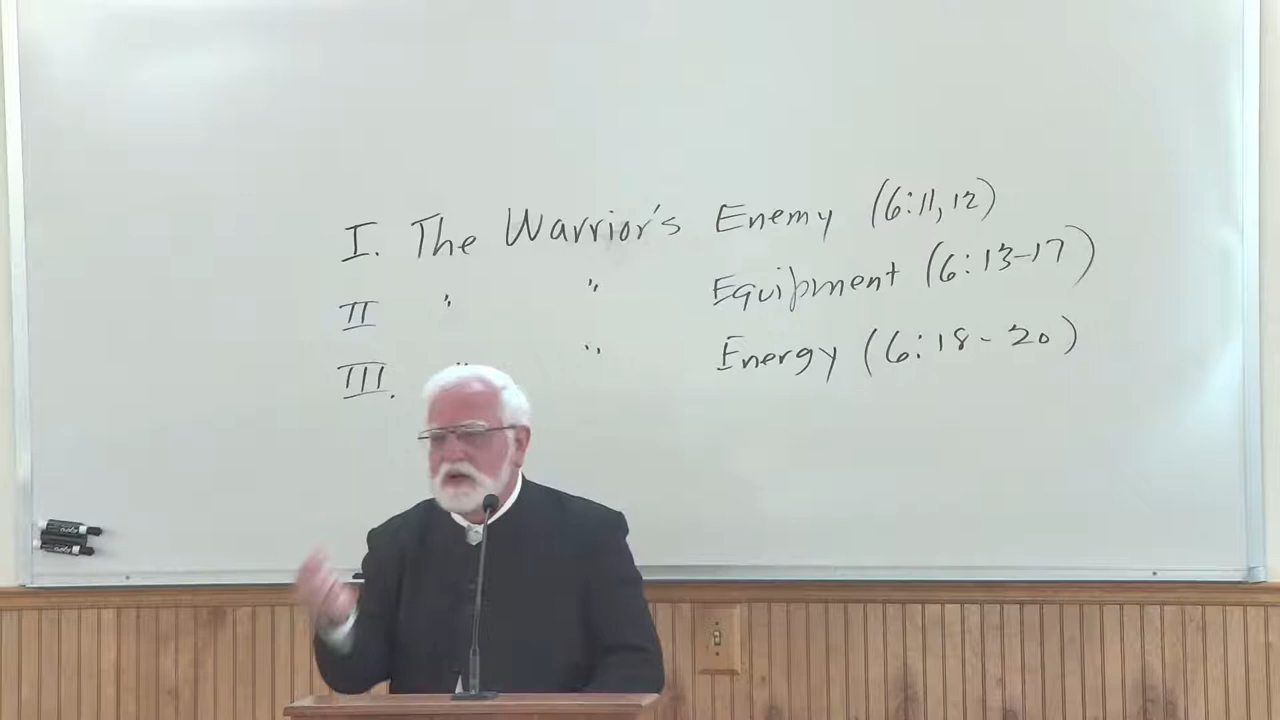 I. The Warrior's Enemy (6:11,12)
II " " Equipment (6:13-17)
III. " " Energy (6:18-20)